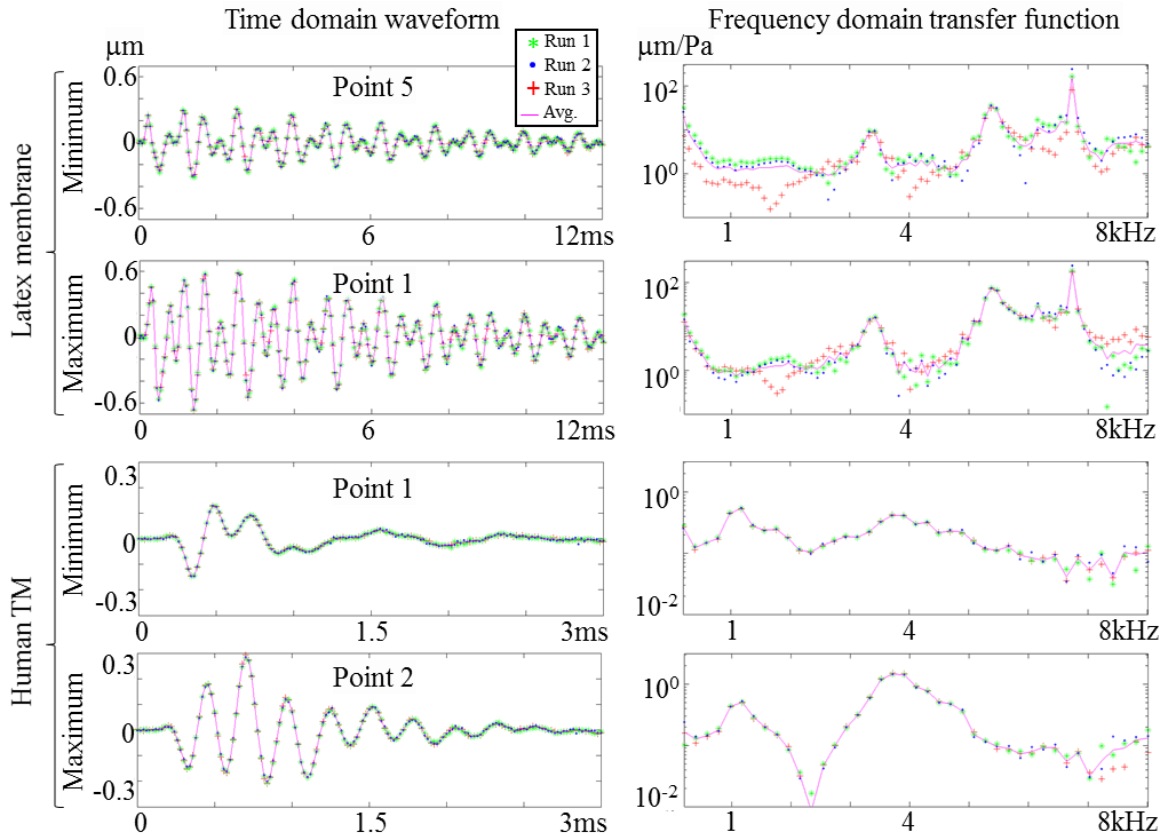 Time domain waveform
Frequency domain transfer function
μm
μm/Pa
* Run 1
• Run 2
+ Run 3
Avg.
Latex membrane
Minimum
0.6
0
-0.6
Point 5
0 6 12ms
10²
10⁰
1 4 8kHz
Maximum
0.6
0
-0.6
Point 1
0 6 12ms
10²
10⁰
1 4 8kHz
Human TM
Minimum
0.3
0
-0.3
Point 1
0 1.5 3ms
10⁰
10⁻²
1 4 8kHz
Maximum
0.3
0
-0.3
Point 2
0 1.5 3ms
10⁰
10⁻²
1 4 8kHz